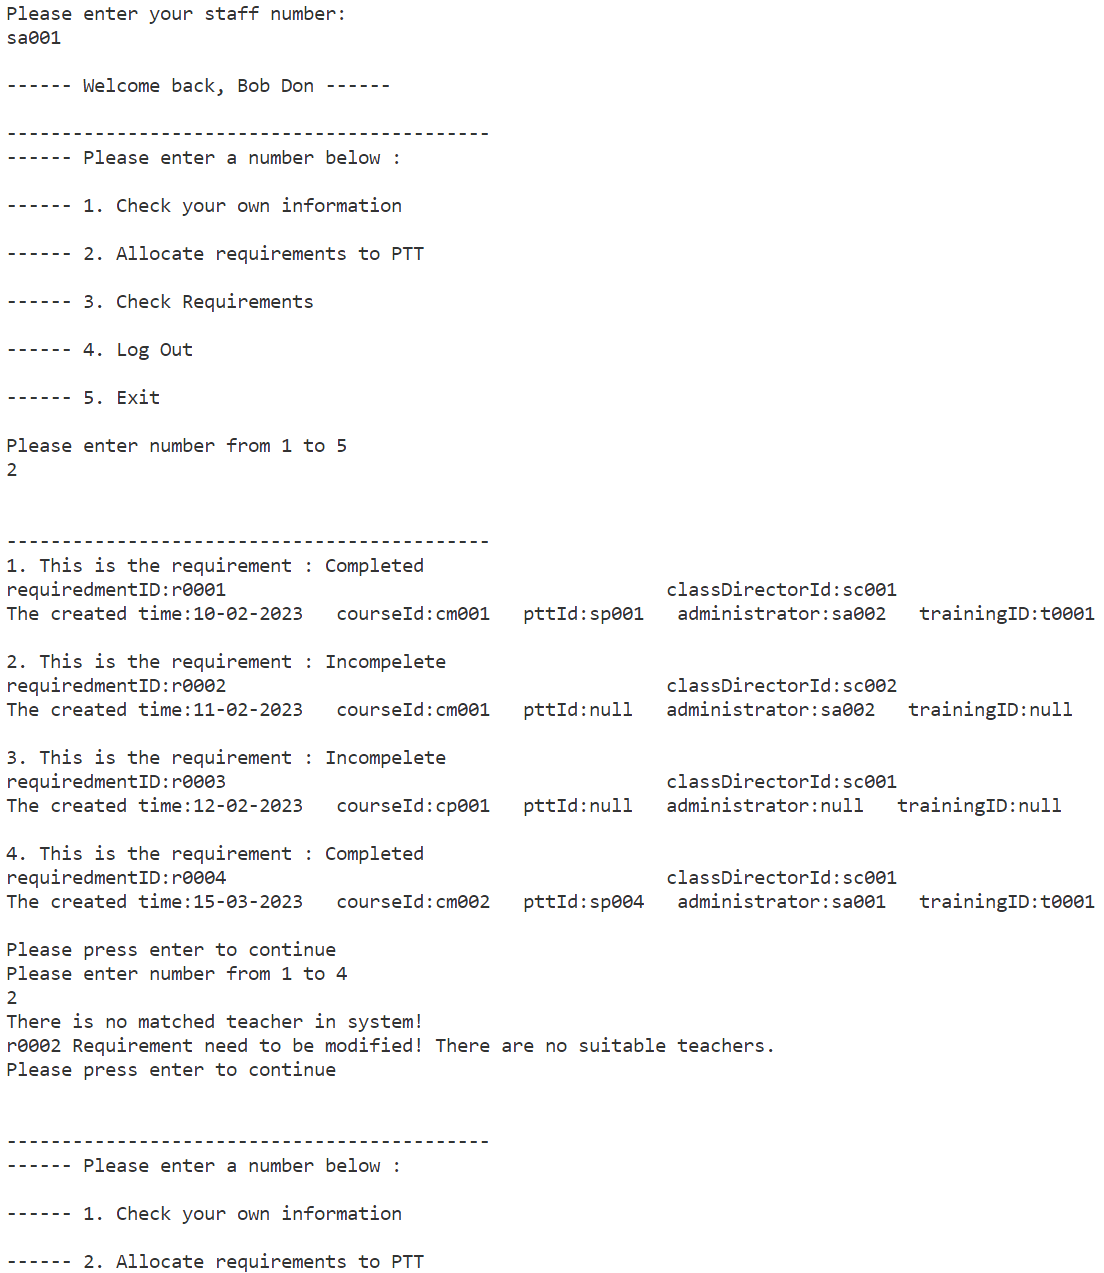 Please enter your staff number:
sa001
------ Welcome back, Bob Don ------
--------------------------------------------
------ Please enter a number below :
------ 1. Check your own information
------ 2. Allocate requirements to PTT
------ 3. Check Requirements
------ 4. Log Out
------ 5. Exit
Please enter number from 1 to 5
2
--------------------------------------------
1. This is the requirement : Completed
requiredmentID:r0001                                        classDirectorId:sc001
The created time:10-02-2023   courseId:cm001   pttId:sp001   administrator:sa002   trainingID:t0001
2. This is the requirement : Incompelete
requiredmentID:r0002                                        classDirectorId:sc002
The created time:11-02-2023   courseId:cm001   pttId:null   administrator:sa002   trainingID:null
3. This is the requirement : Incompelete
requiredmentID:r0003                                        classDirectorId:sc001
The created time:12-02-2023   courseId:cp001   pttId:null   administrator:null   trainingID:null
4. This is the requirement : Completed
requiredmentID:r0004                                        classDirectorId:sc001
The created time:15-03-2023   courseId:cm002   pttId:sp004   administrator:sa001   trainingID:t0001
Please press enter to continue
Please enter number from 1 to 4
2
There is no matched teacher in system!
r0002 Requirement need to be modified! There are no suitable teachers.
Please press enter to continue
--------------------------------------------
------ Please enter a number below :
------ 1. Check your own information
------ 2. Allocate requirements to PTT